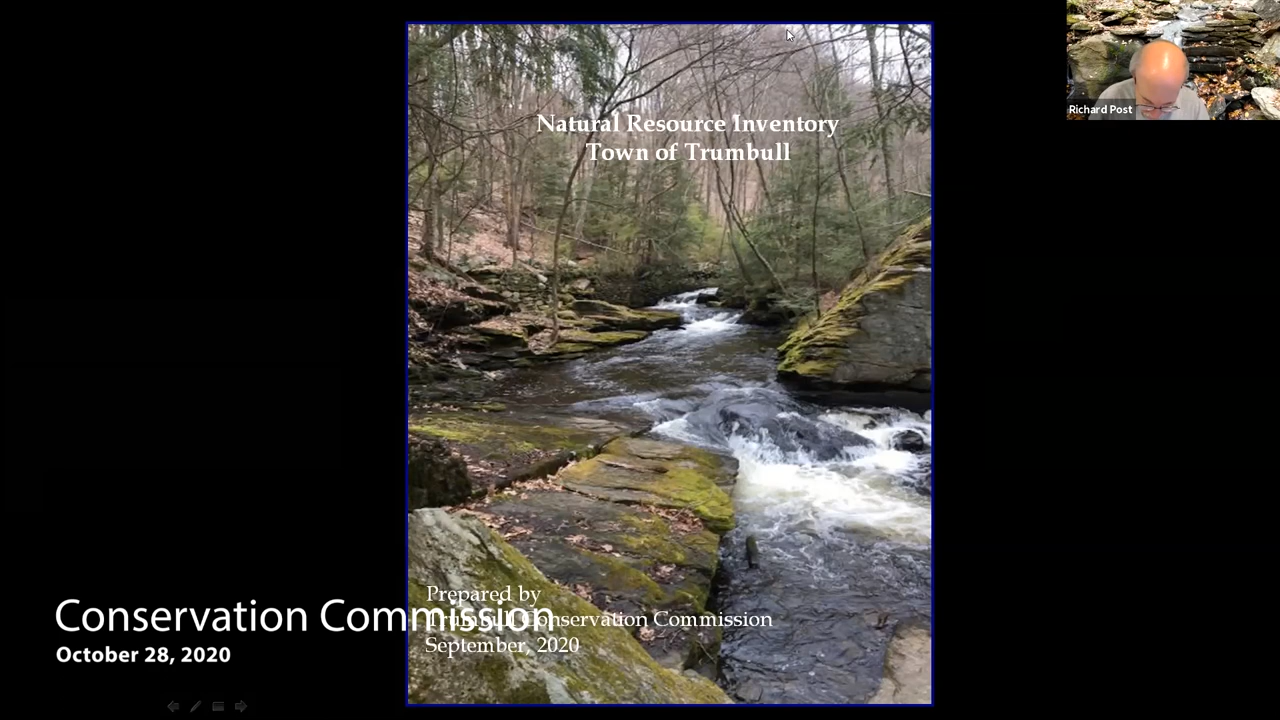 Natural Resource Inventory
Town of Trumbull
Richard Post
Prepared by
Trumbull Conservation Commission
September, 2020
Conservation Commission
October 28, 2020